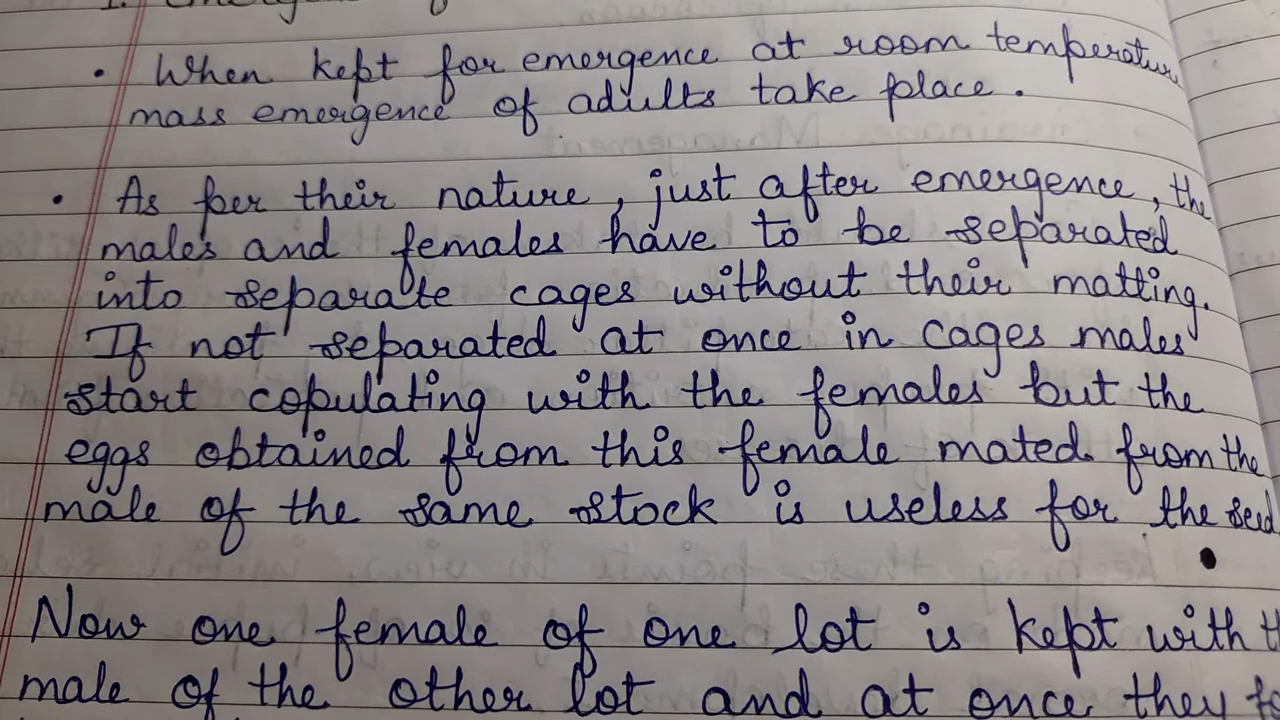 • When kept for emergence at room temperature
mass emergence of adults take place.
• As per their nature, just after emergence, the
males and females have to be separated
into separate cages without their matting.
If not separated at once in cages males
start copulating with the females but the
eggs obtained from this female mated from the
male of the same stock is useless for the seed.
Now one female of one lot is kept with
male of the other lot and at once they